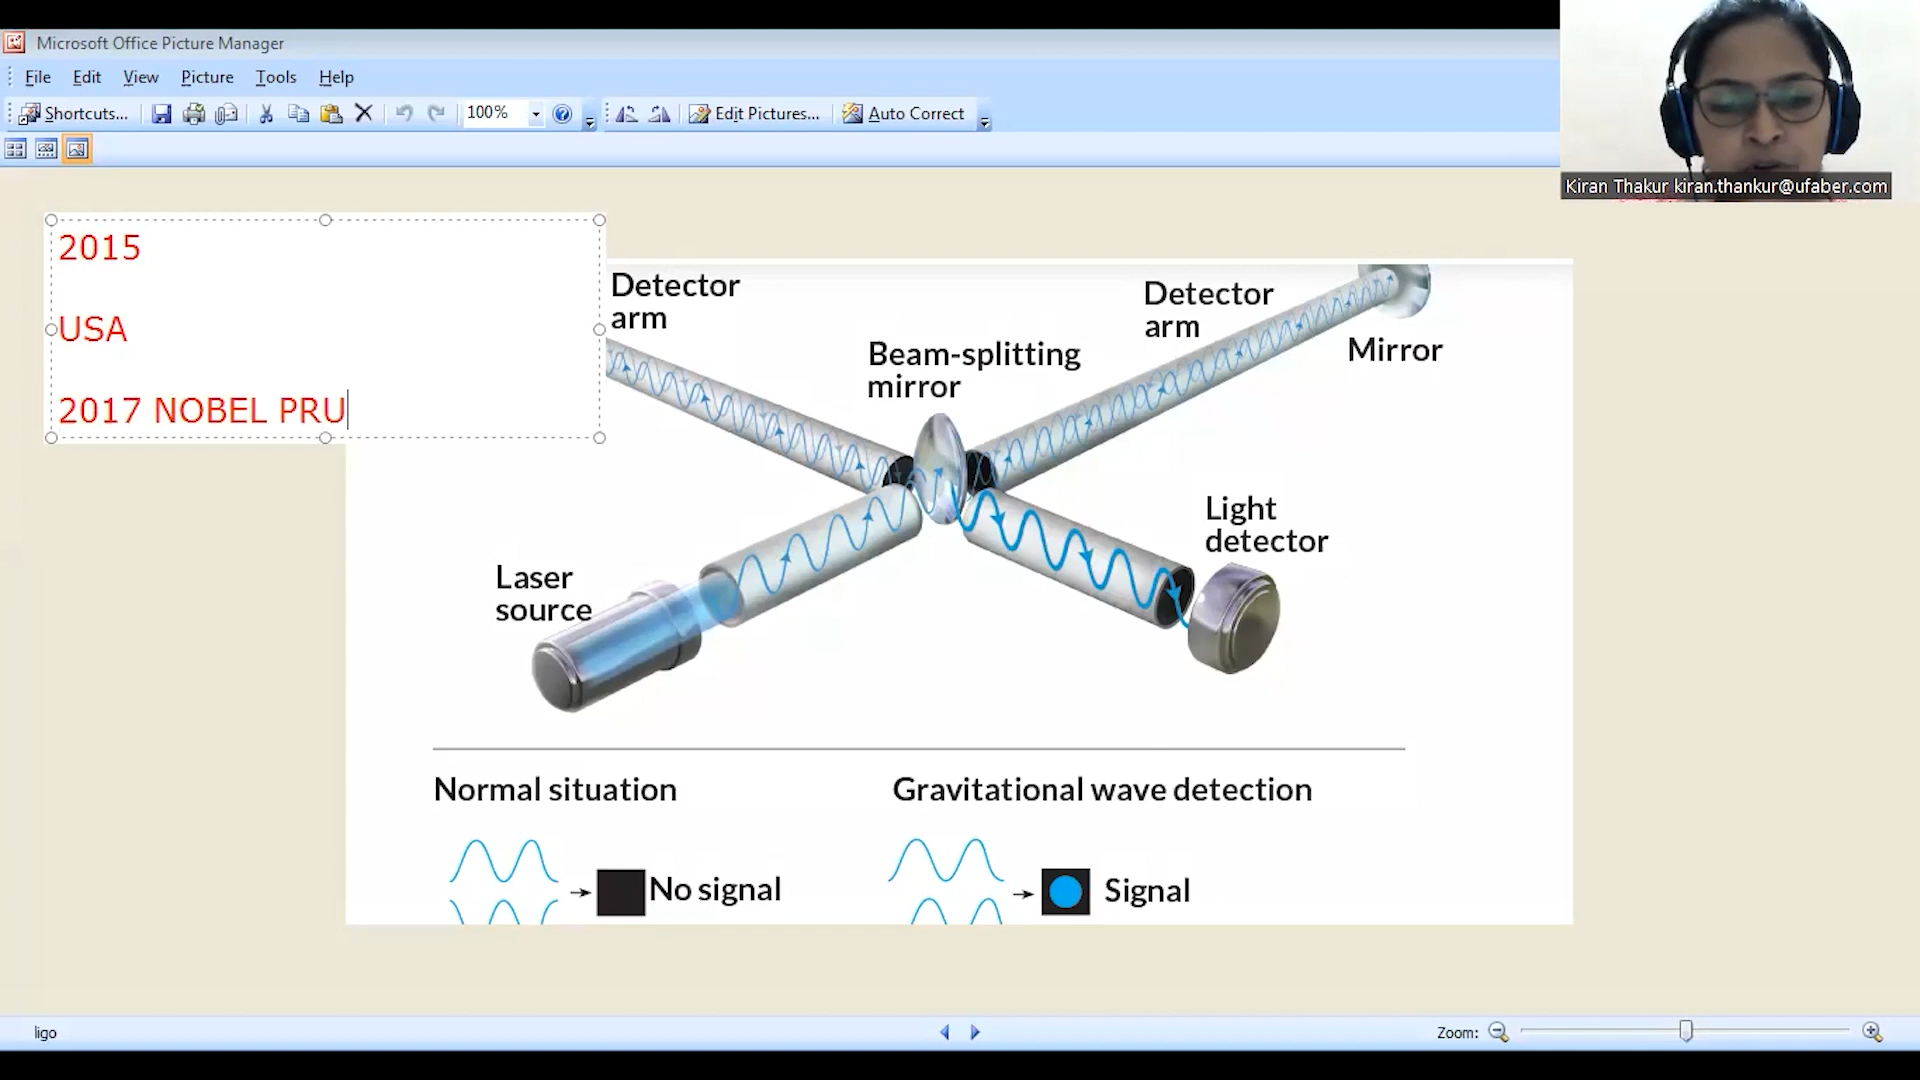 Microsoft Office Picture Manager
File Edit View Picture Tools Help
Shortcuts... 100% Edit Pictures... Auto Correct
Kiran Thakur kiran.thankur@ufaber.com
2015
USA
2017 NOBEL PRU
Detector
arm
Detector
arm
Mirror
Beam-splitting
mirror
Light
detector
Laser
source
Normal situation
Gravitational wave detection
No signal
Signal
ligo
Zoom: